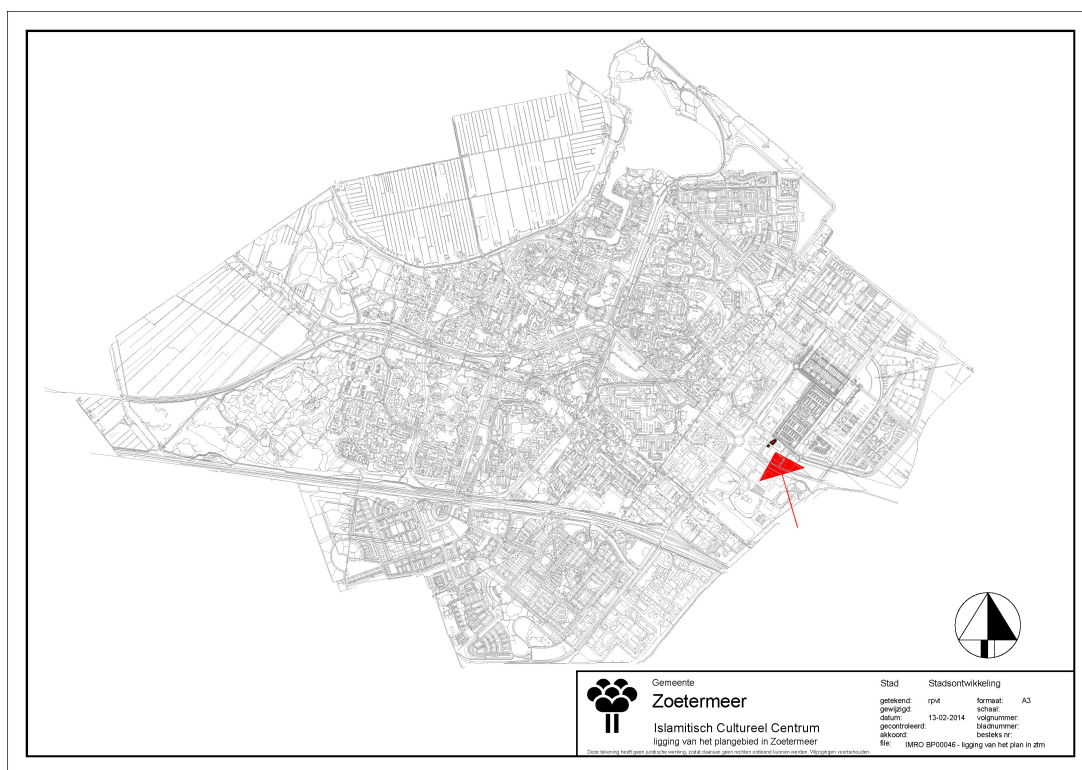 Gemeente
Zoetermeer
Islamitisch Cultureel Centrum
ligging van het plangebied in Zoetermeer
Deze tekening heeft geen juridische werking, zodat daaraan geen rechten ontleend kunnen worden. Wijzigingen voorbehouden.
Stad Stadsontwikkeling
getekend: rpvt formaat: A3
gewijzigd: schaal:
datum: 13-02-2014 volgnummer:
gecontroleerd: bladnummer:
akkoord: besteks nr:
file: IMRO BP00046 - ligging van het plan in ztm